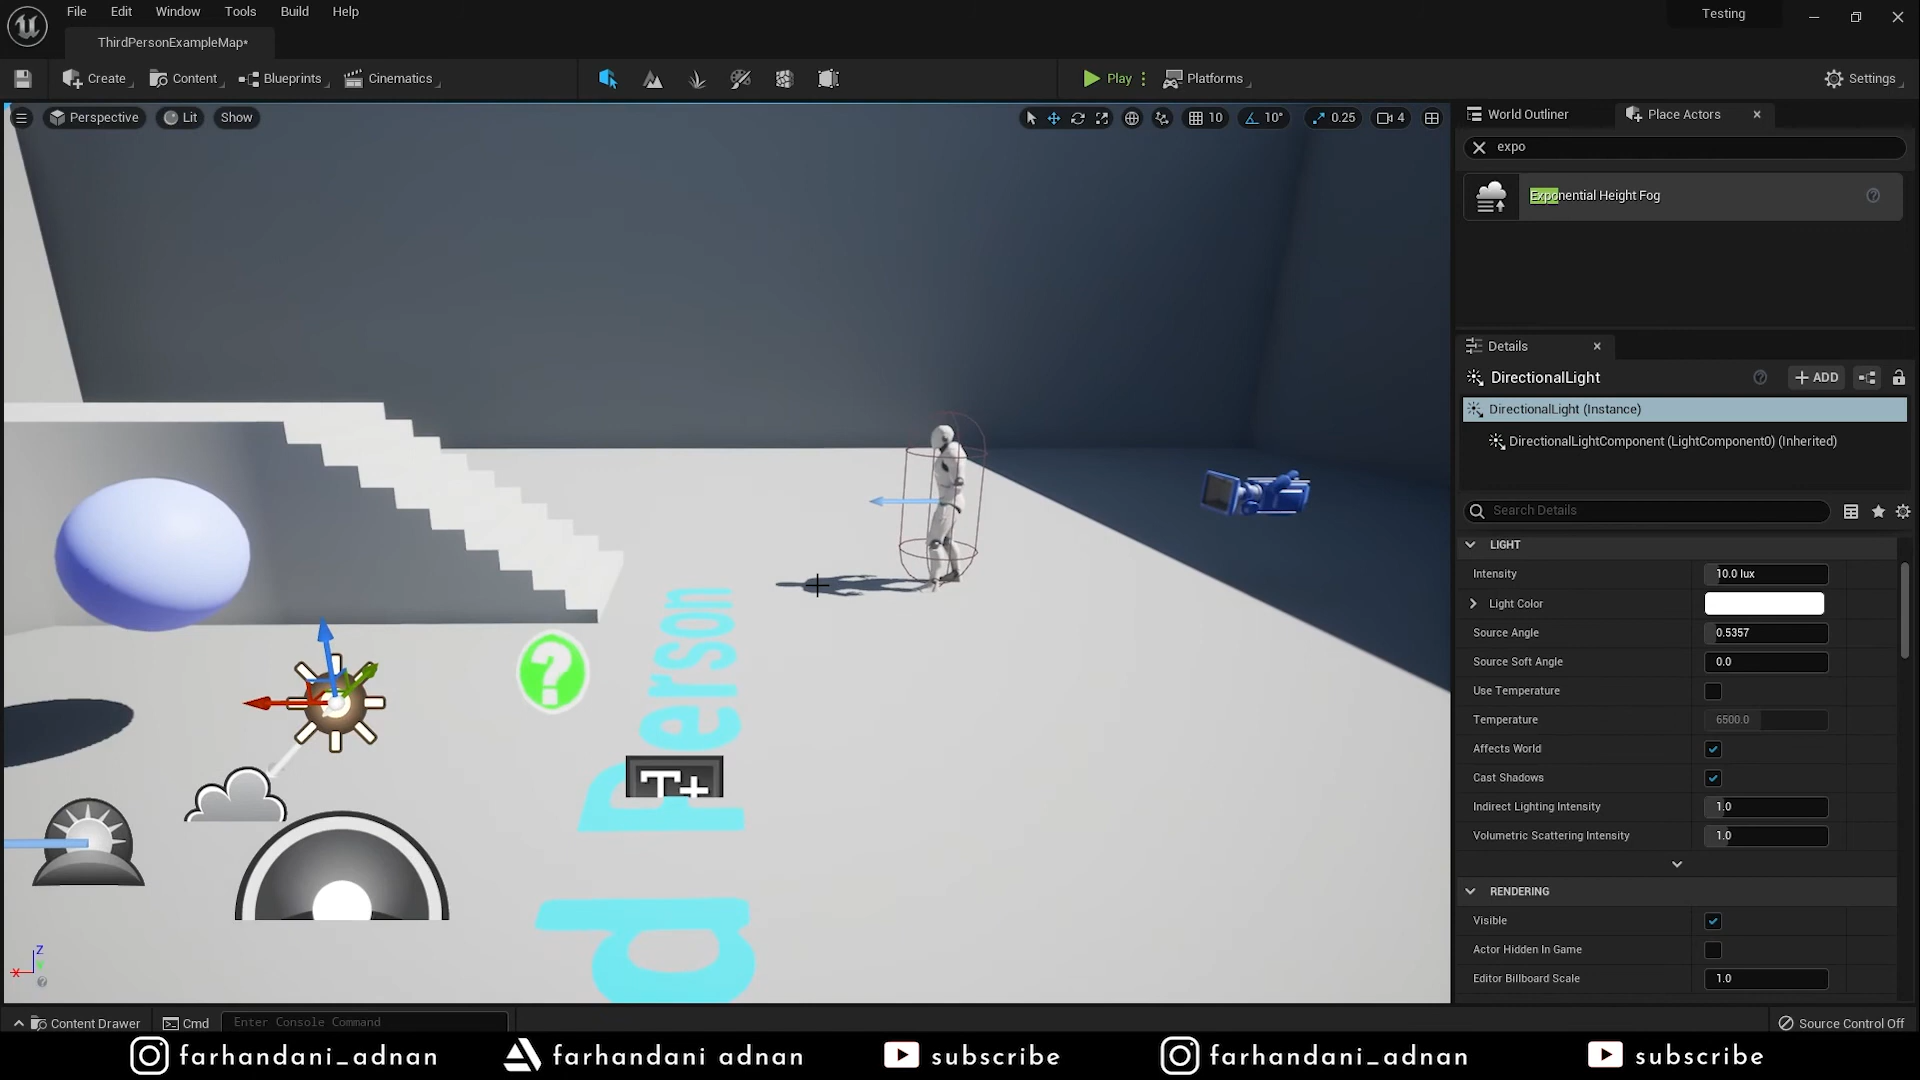 File Edit Window Tools Build Help
Testing
ThirdPersonExampleMap*
Create Content Blueprints Cinematics Play Platforms Settings
Perspective Lit Show 10 10° 0.25 4
World Outliner Place Actors
expo
Exponential Height Fog
Details
DirectionalLight ADD
DirectionalLight (Instance)
DirectionalLightComponent (LightComponent0) (Inherited)
Search Details
LIGHT
Intensity 10.0 lux
Light Color
Source Angle 0.5357
Source Soft Angle 0.0
Use Temperature
Temperature 6500.0
Affects World
Cast Shadows
Indirect Lighting Intensity 1.0
Volumetric Scattering Intensity 1.0
RENDERING
Visible
Actor Hidden In Game
Editor Billboard Scale 1.0
d Person
T+
Z
X
Content Drawer Cmd Enter Console Command Source Control Off
farhandani_adnan farhandani adnan subscribe farhandani_adnan subscribe